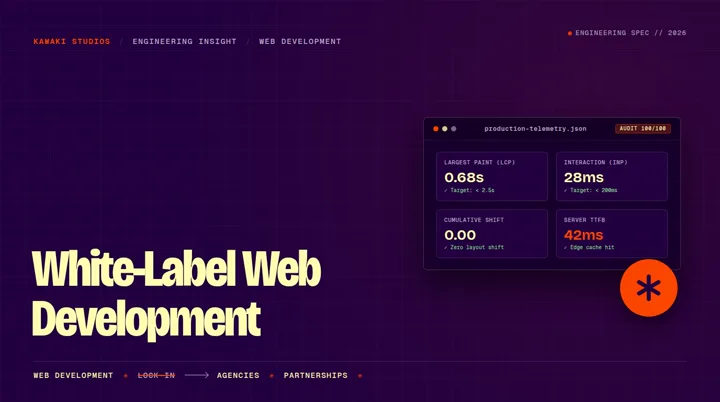 KAWAKI STUDIOS / ENGINEERING INSIGHT / WEB DEVELOPMENT
ENGINEERING SPEC // 2026
production-telemetry.json
AUDIT 100/100
LARGEST PAINT (LCP)
0.68s
✓ Target: < 2.5s
INTERACTION (INP)
28ms
✓ Target: < 200ms
CUMULATIVE SHIFT
0.00
✓ Zero layout shift
SERVER TTFB
42ms
✓ Edge cache hit
White-Label Web
Development
WEB DEVELOPMENT * LOCK-IN → AGENCIES * PARTNERSHIPS *